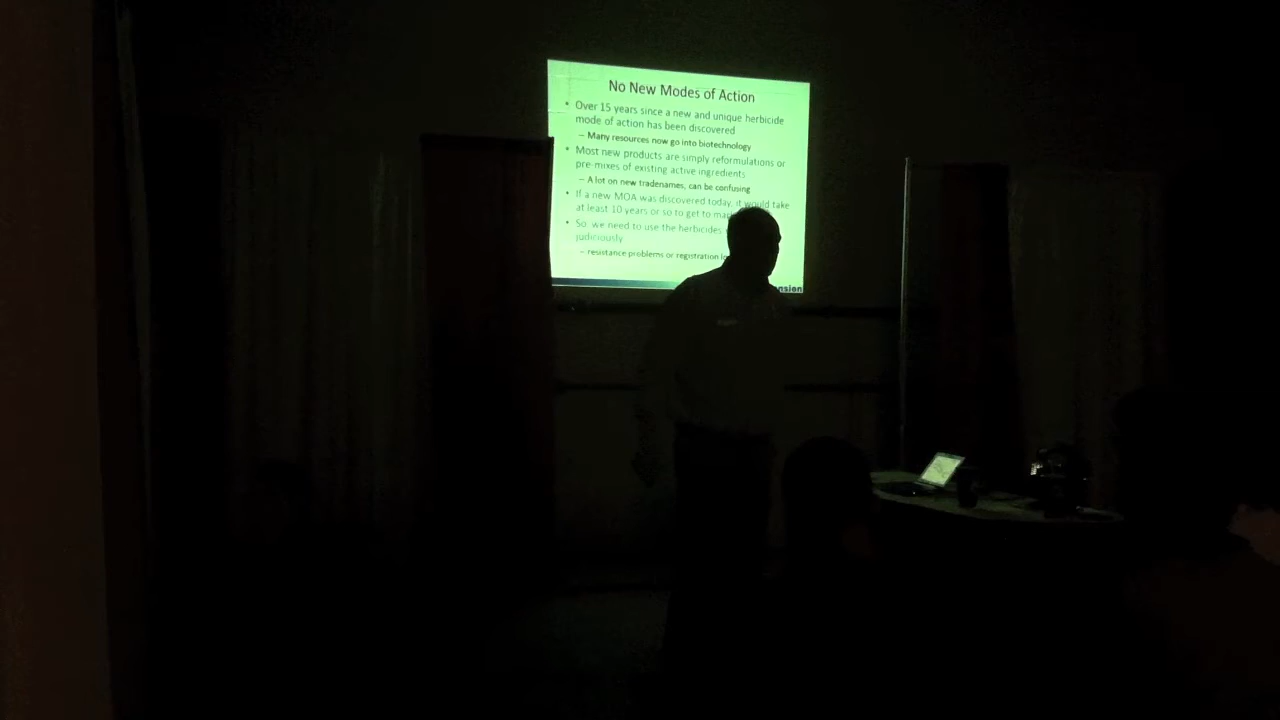 No New Modes of Action
• Over 15 years since a new and unique herbicide
mode of action has been discovered
– Many resources now go into biotechnology
• Most new products are simply reformulations or
pre-mixes of existing active ingredients
– A lot on new tradenames, can be confusing
• If a new MOA was discovered today, it would take
at least 10 years or so to get to
• So, we need to use the herbicides
judiciously
– resistance problems or registration